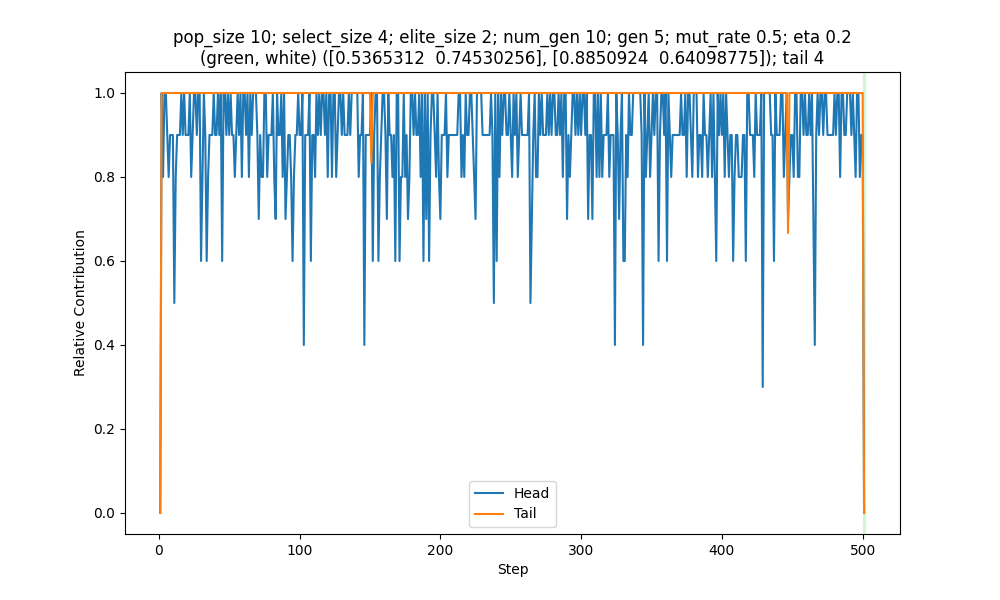 pop_size 10; select_size 4; elite_size 2; num_gen 10; gen 5; mut_rate 0.5; eta 0.2
(green, white) ([0.5365312  0.74530256], [0.8850924  0.64098775]); tail 4
1.0
0.8
0.6
0.4
0.2
0.0
Relative Contribution
Head
Tail
0
100
200
300
400
500
Step